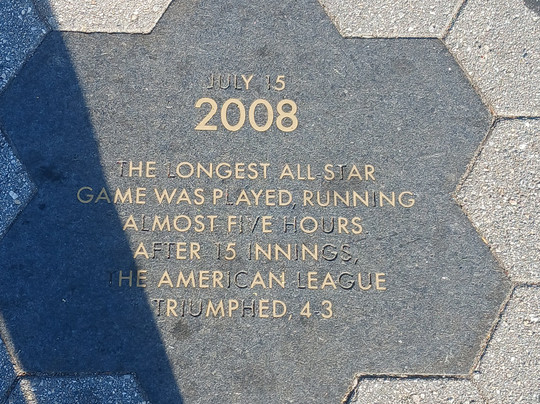 JULY 15
2008
THE LONGEST ALL-STAR
GAME WAS PLAYED, RUNNING
ALMOST FIVE HOURS.
AFTER 15 INNINGS,
THE AMERICAN LEAGUE
TRIUMPHED, 4-3